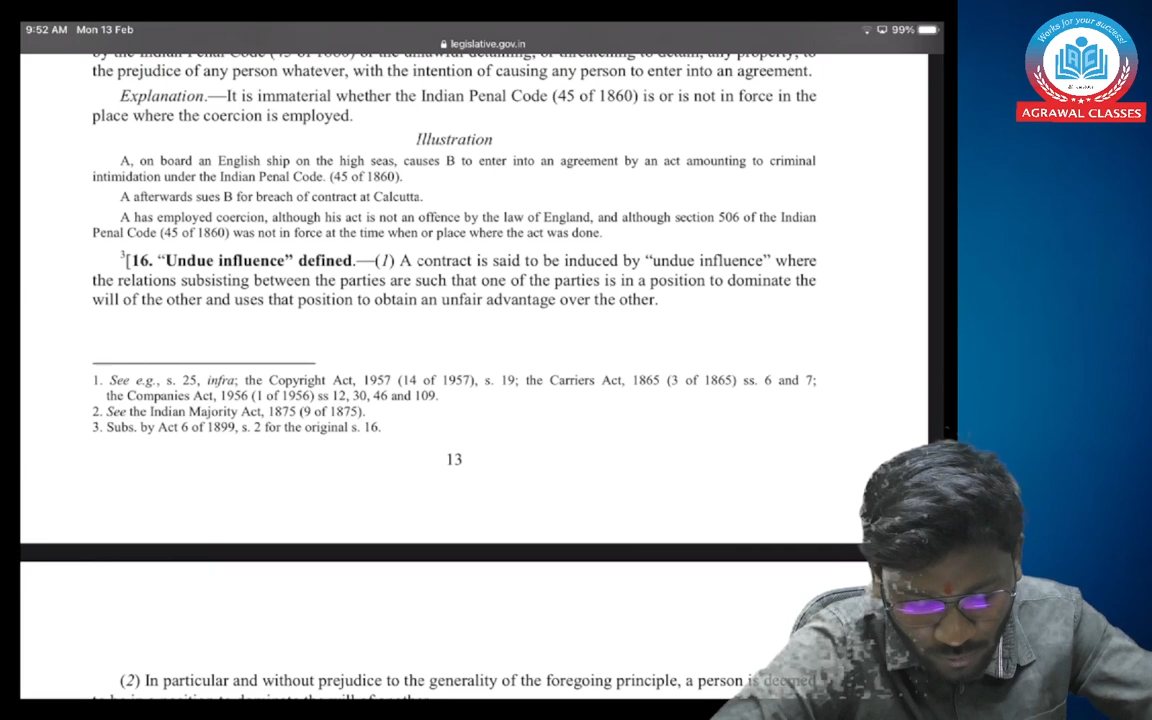 9:52 AM Mon 13 Feb
99%
legislative.gov.in
the prejudice of any person whatever, with the intention of causing any person to enter into an agreement.
Explanation.—It is immaterial whether the Indian Penal Code (45 of 1860) is or is not in force in the
place where the coercion is employed.
Illustration
A, on board an English ship on the high seas, causes B to enter into an agreement by an act amounting to criminal
intimidation under the Indian Penal Code. (45 of 1860).
A afterwards sues B for breach of contract at Calcutta.
A has employed coercion, although his act is not an offence by the law of England, and although section 506 of the Indian
Penal Code (45 of 1860) was not in force at the time when or place where the act was done.
3[16. “Undue influence” defined.—(1) A contract is said to be induced by “undue influence” where
the relations subsisting between the parties are such that one of the parties is in a position to dominate the
will of the other and uses that position to obtain an unfair advantage over the other.
1. See e.g., s. 25, infra; the Copyright Act, 1957 (14 of 1957), s. 19; the Carriers Act, 1865 (3 of 1865) ss. 6 and 7;
the Companies Act, 1956 (1 of 1956) ss 12, 30, 46 and 109.
2. See the Indian Majority Act, 1875 (9 of 1875).
3. Subs. by Act 6 of 1899, s. 2 for the original s. 16.
13
(2) In particular and without prejudice to the generality of the foregoing principle, a person is deemed
Works for your success!
AC
AGRAWAL CLASSES